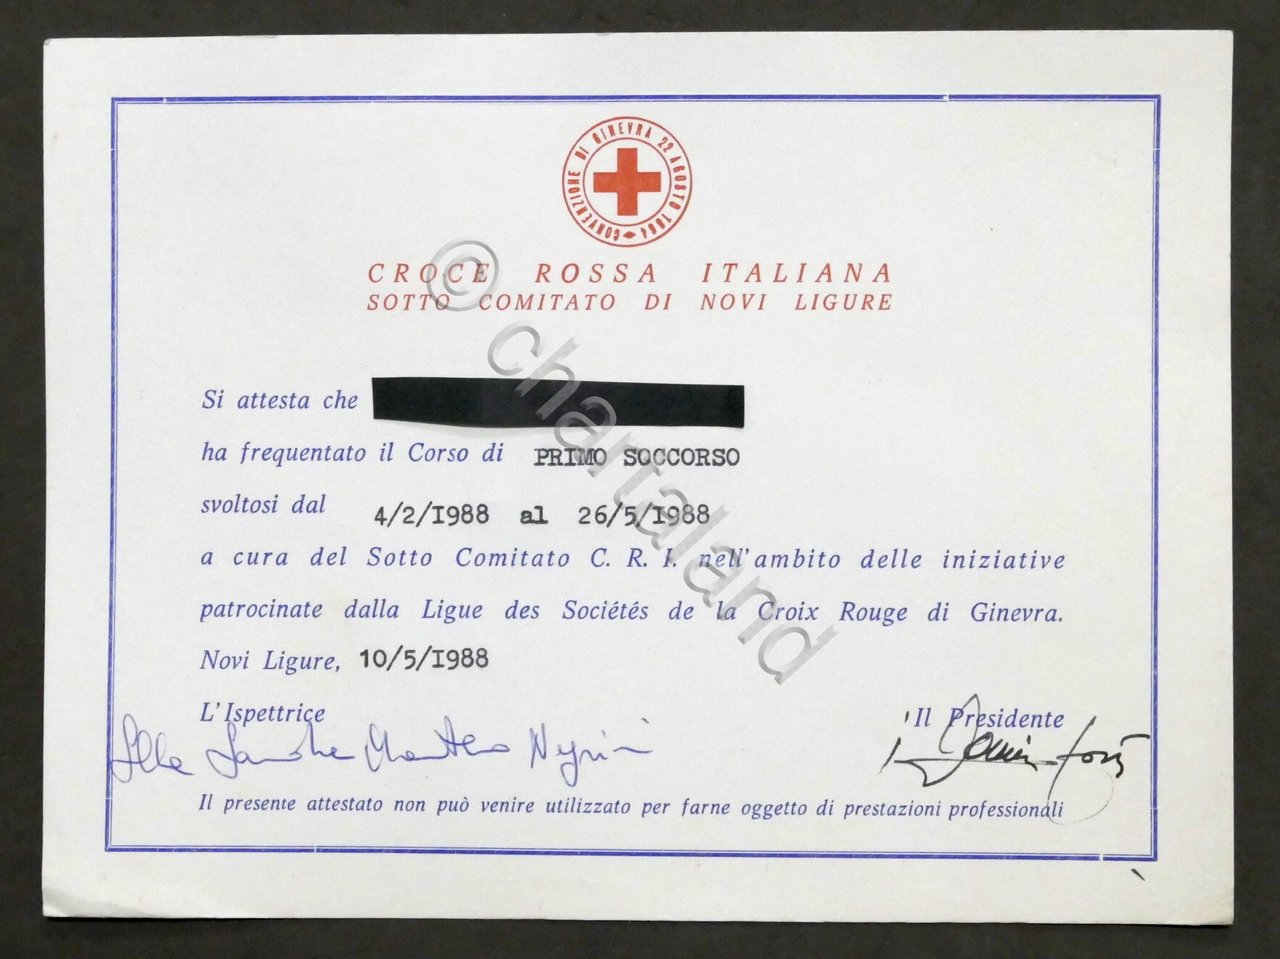 CONVENZIONE DI GINEVRA 22 AGOSTO 1864
CROCE ROSSA ITALIANA
SOTTO COMITATO DI NOVI LIGURE
Si attesta che
ha frequentato il Corso di PRIMO SOCCORSO
svoltosi dal 4/2/I988 al 26/5/I988
a cura del Sotto Comitato C. R. I. nell'ambito delle iniziative
patrocinate dalla Ligue des Sociétés de la Croix Rouge di Ginevra.
Novi Ligure, 10/5/I988
L'Ispettrice
Il Presidente
Il presente attestato non può venire utilizzato per farne oggetto di prestazioni professionali
© chartaland